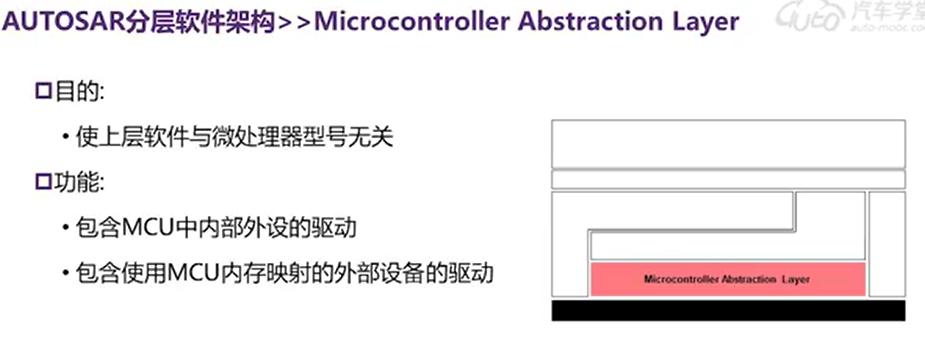 AUTOSAR分层软件架构>>Microcontroller Abstraction Layer
Auto 汽车学堂
auto-mooc.com
目的:
• 使上层软件与微处理器型号无关
功能:
• 包含MCU中内部外设的驱动
• 包含使用MCU内存映射的外部设备的驱动
Microcontroller Abstraction Layer